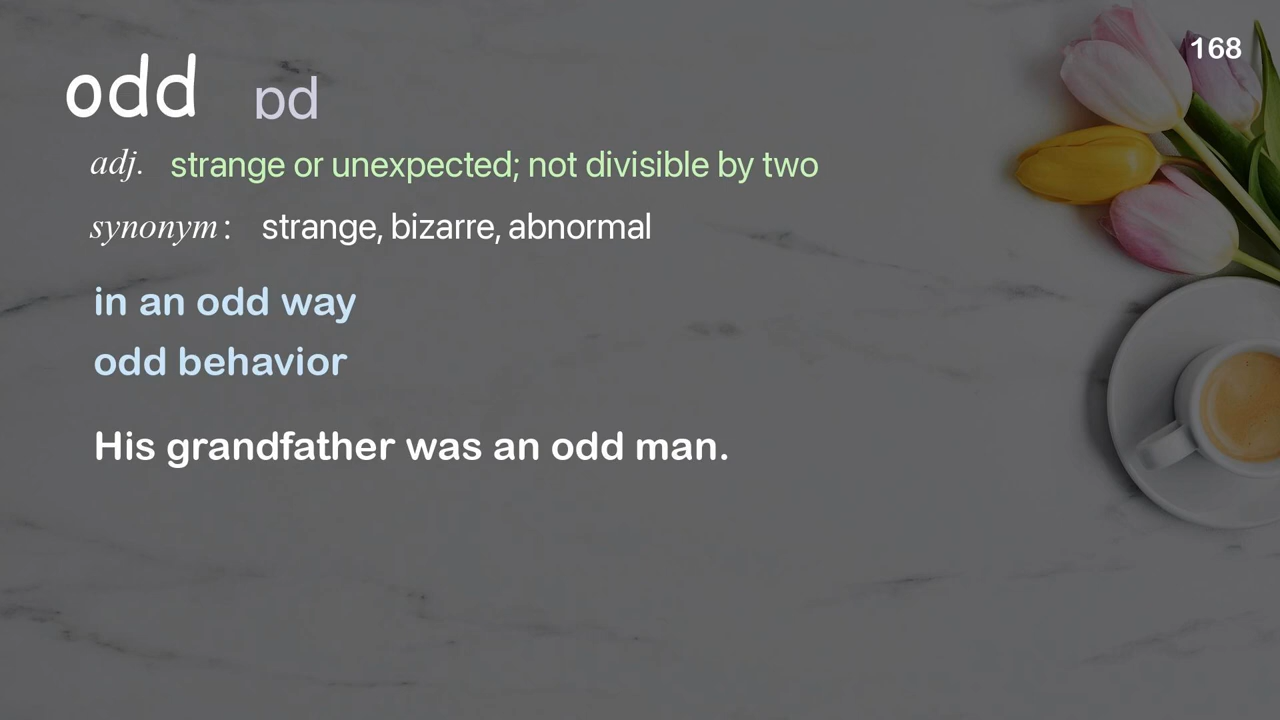 168
odd ɒd
adj. strange or unexpected; not divisible by two
synonym: strange, bizarre, abnormal
in an odd way
odd behavior
His grandfather was an odd man.